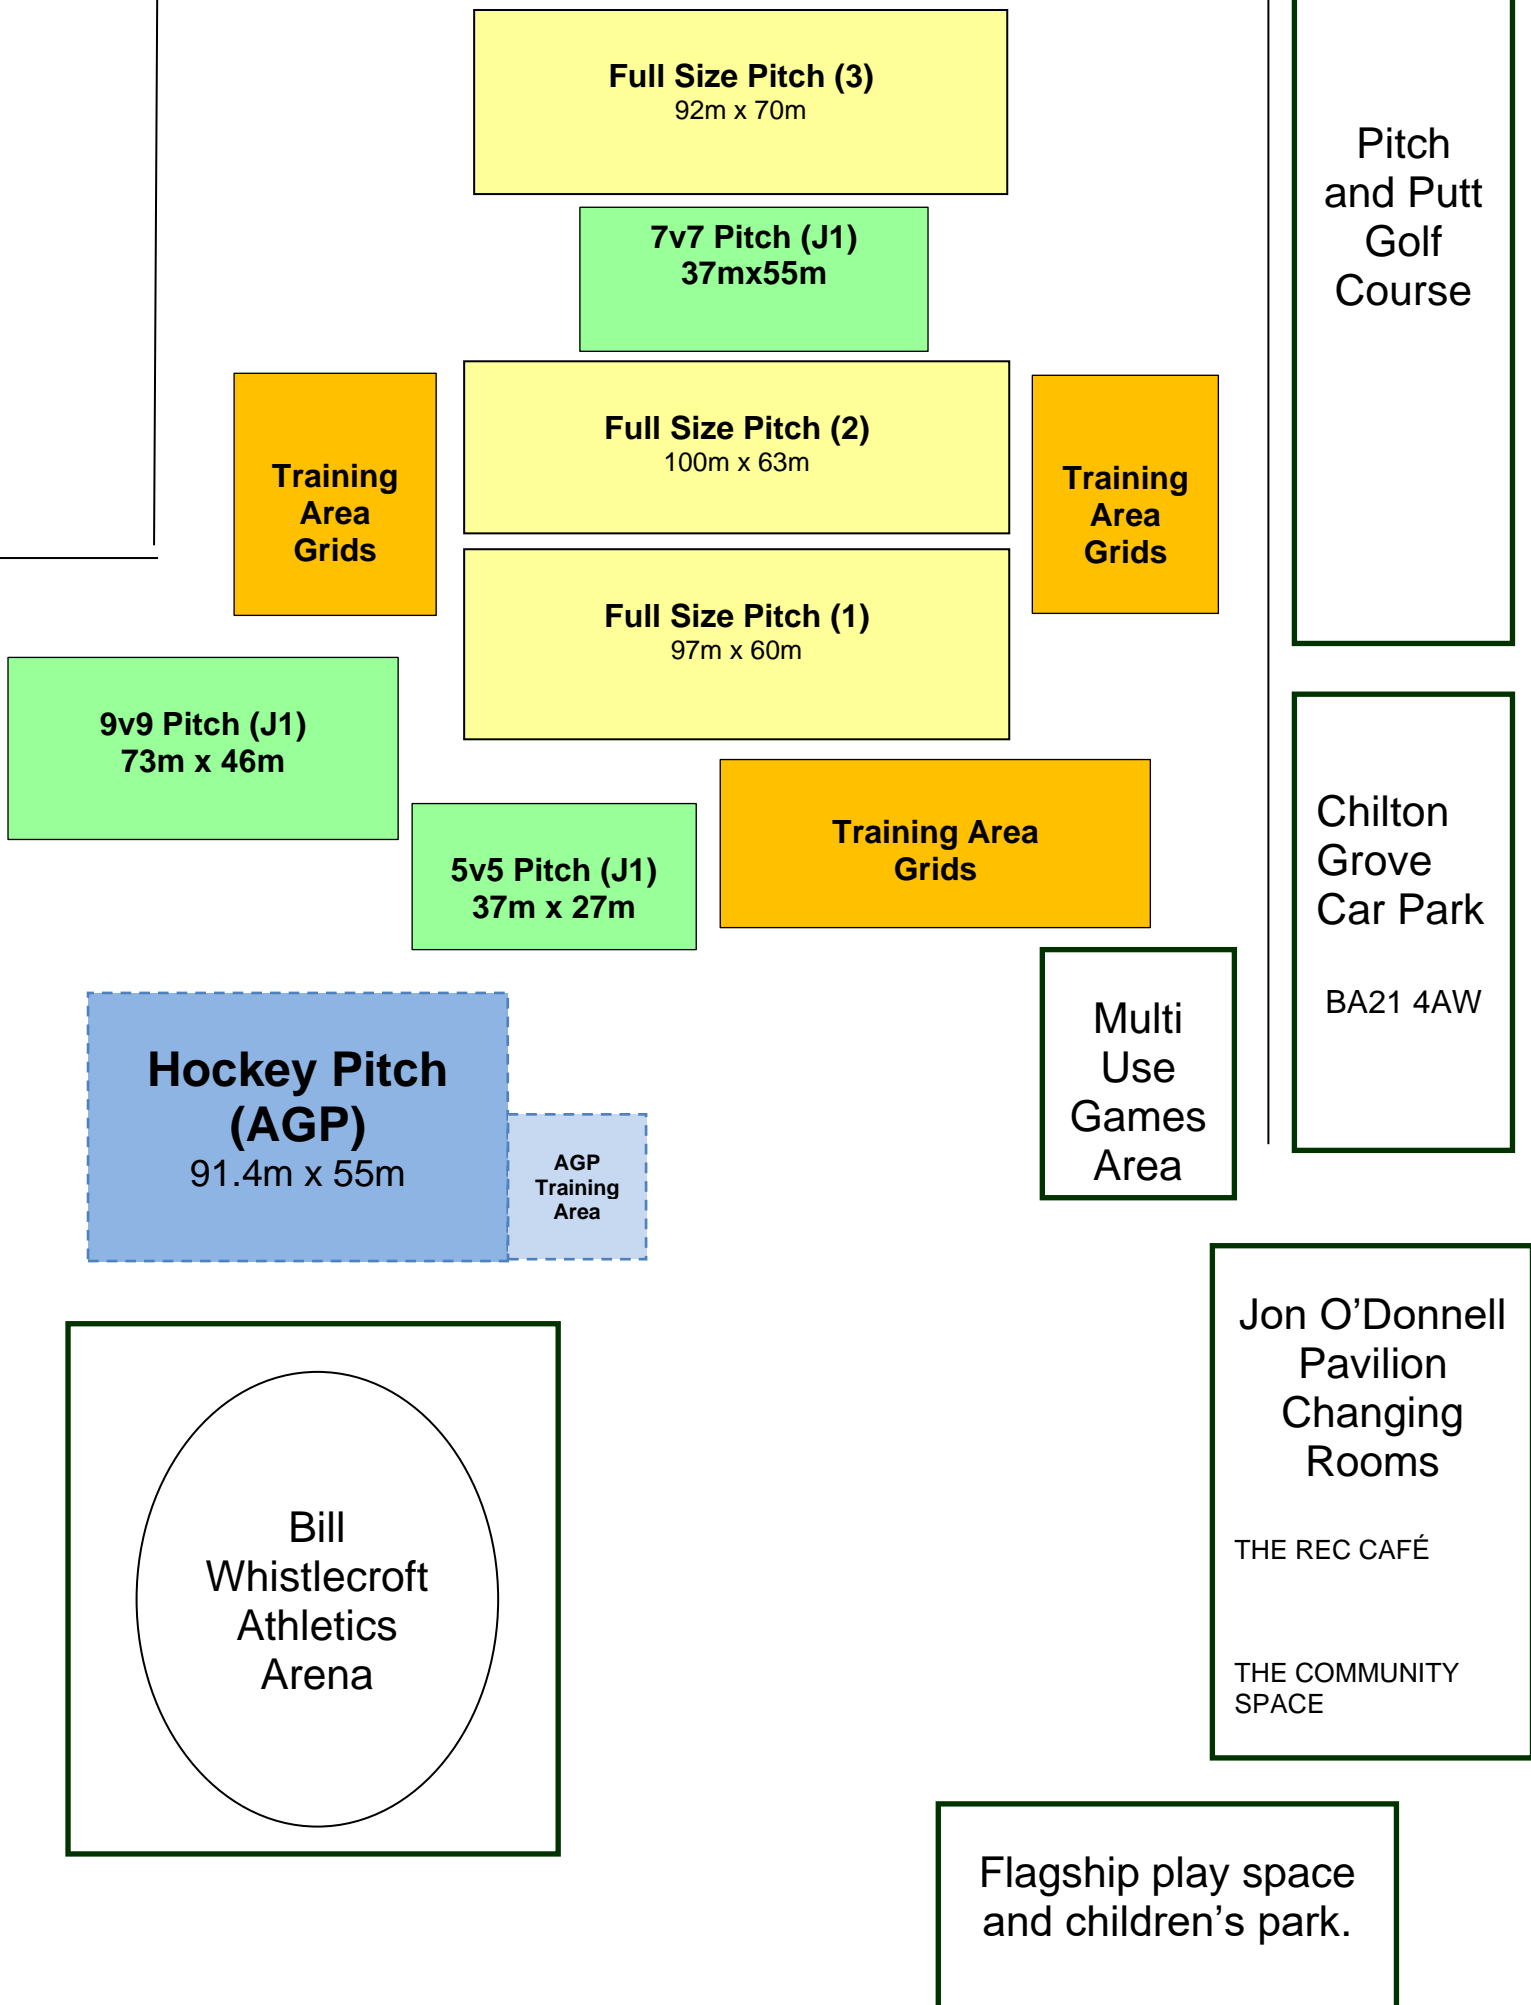 Full Size Pitch (3)
92m x 70m
Pitch
and Putt
Golf
Course
7v7 Pitch (J1)
37mx55m
Full Size Pitch (2)
100m x 63m
Training
Area
Grids
Training
Area
Grids
Full Size Pitch (1)
97m x 60m
9v9 Pitch (J1)
73m x 46m
Chilton
Grove
Car Park
BA21 4AW
Training Area
Grids
5v5 Pitch (J1)
37m x 27m
Multi
Use
Games
Area
Hockey Pitch
(AGP)
91.4m x 55m
AGP
Training
Area
Jon O’Donnell
Pavilion
Changing
Rooms
THE REC CAFÉ
THE COMMUNITY
SPACE
Bill
Whistlecroft
Athletics
Arena
Flagship play space
and children’s park.